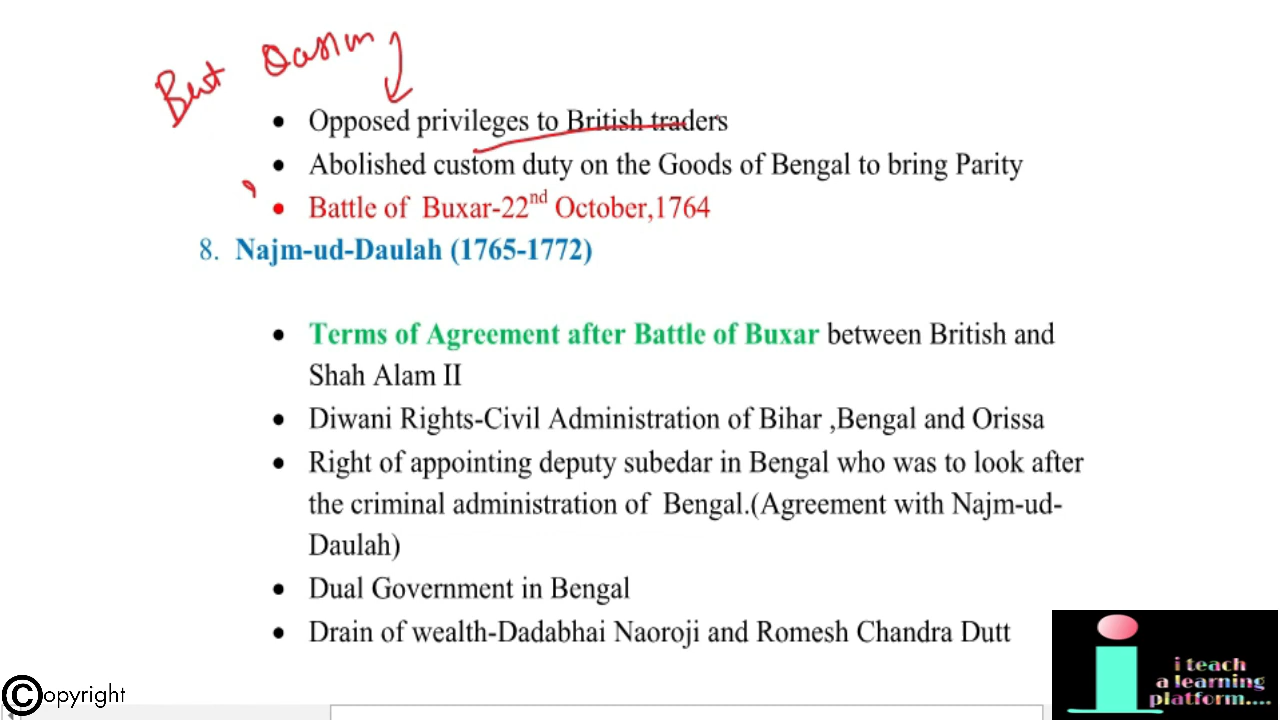 • Opposed privileges to British traders
• Abolished custom duty on the Goods of Bengal to bring Parity
• Battle of Buxar-22nd October,1764
8. Najm-ud-Daulah (1765-1772)
• Terms of Agreement after Battle of Buxar between British and
Shah Alam II
• Diwani Rights-Civil Administration of Bihar ,Bengal and Orissa
• Right of appointing deputy subedar in Bengal who was to look after
the criminal administration of Bengal.(Agreement with Najm-ud-
Daulah)
• Dual Government in Bengal
• Drain of wealth-Dadabhai Naoroji and Romesh Chandra Dutt
i teach
a learning
platform....
©opyright